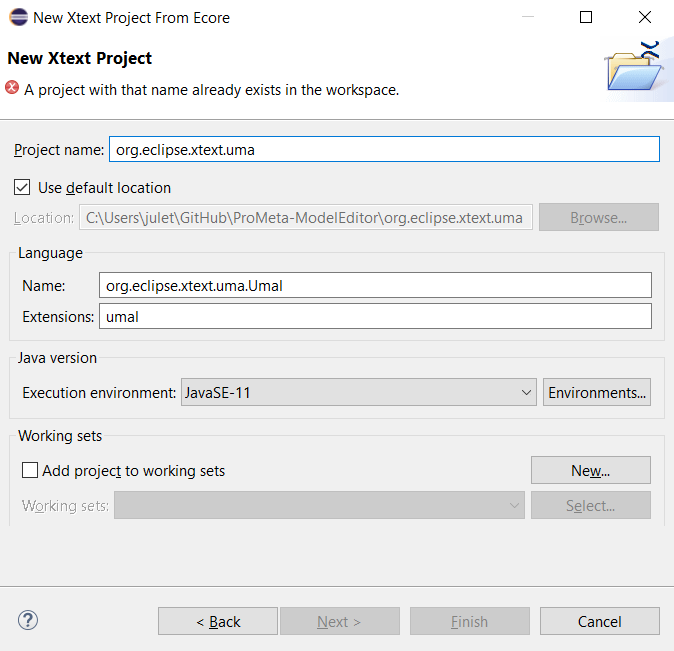 New Xtext Project From Ecore
New Xtext Project
A project with that name already exists in the workspace.
Project name: org.eclipse.xtext.uma
Use default location
Location: C:\Users\julet\GitHub\ProMeta-ModelEditor\org.eclipse.xtext.uma Browse...
Language
Name: org.eclipse.xtext.uma.Umal
Extensions: umal
Java version
Execution environment: JavaSE-11 Environments...
Working sets
Add project to working sets New...
Working sets: Select...
? < Back Next > Finish Cancel